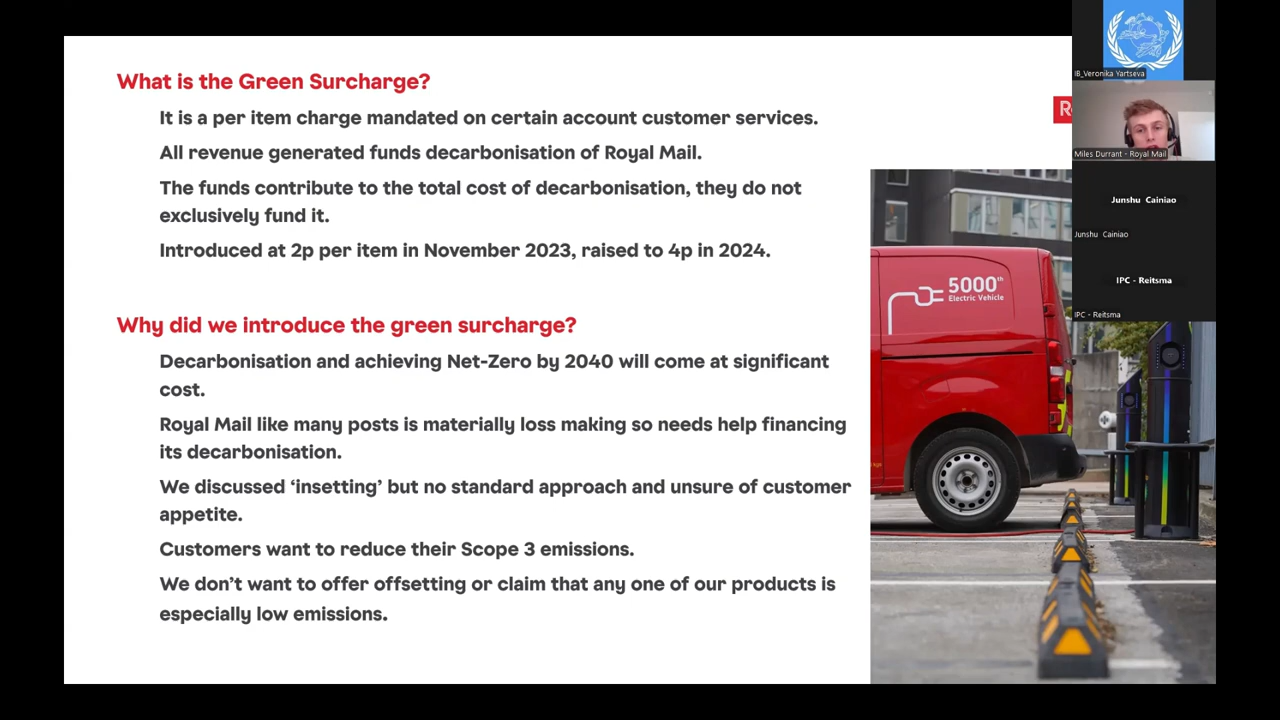 What is the Green Surcharge?
It is a per item charge mandated on certain account customer services.
All revenue generated funds decarbonisation of Royal Mail.
The funds contribute to the total cost of decarbonisation, they do not
exclusively fund it.
Introduced at 2p per item in November 2023, raised to 4p in 2024.
Why did we introduce the green surcharge?
Decarbonisation and achieving Net-Zero by 2040 will come at significant
cost.
Royal Mail like many posts is materially loss making so needs help financing
its decarbonisation.
We discussed ‘insetting’ but no standard approach and unsure of customer
appetite.
Customers want to reduce their Scope 3 emissions.
We don’t want to offer offsetting or claim that any one of our products is
especially low emissions.
5000th
Electric Vehicle
IB_Veronika Yartseva
Miles Durrant - Royal Mail
Junshu Cainiao
Junshu Cainiao
IPC - Reitsma
IPC - Reitsma